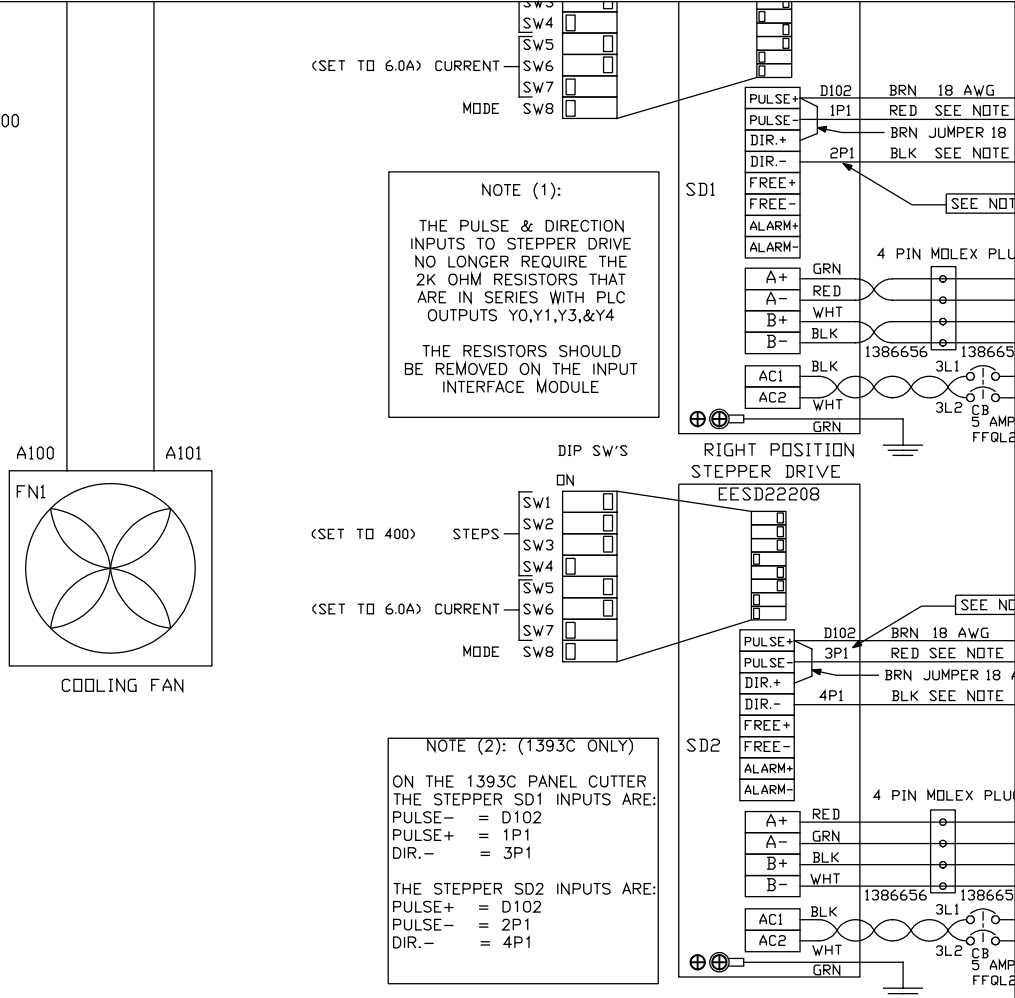 SW4
SW5
(SET TO 6.0A) CURRENT SW6
SW7
MODE SW8
00
PULSE+ D102 BRN 18 AWG
PULSE- 1P1 RED SEE NOTE
DIR.+ BRN JUMPER 18
DIR.- 2P1 BLK SEE NOTE
FREE+
SD1
FREE-
SEE NOT
ALARM+
ALARM-
NOTE (1):
THE PULSE & DIRECTION
INPUTS TO STEPPER DRIVE
NO LONGER REQUIRE THE
2K OHM RESISTORS THAT
ARE IN SERIES WITH PLC
OUTPUTS Y0,Y1,Y3,&Y4
THE RESISTORS SHOULD
BE REMOVED ON THE INPUT
INTERFACE MODULE
4 PIN MOLEX PLU
A+ GRN
A- RED
B+ WHT
B- BLK
1386656 138665
AC1 BLK 3L1
AC2 WHT 3L2 CB
5 AMP
FFQL2
GRN
RIGHT POSITION
STEPPER DRIVE
EESD22208
A100 A101
FN1
COOLING FAN
DIP SW'S
ON
SW1
(SET TO 400) STEPS SW2
SW3
SW4
SW5
(SET TO 6.0A) CURRENT SW6
SW7
MODE SW8
SEE NO
PULSE+ D102 BRN 18 AWG
PULSE- 3P1 RED SEE NOTE
DIR.+ BRN JUMPER 18 A
DIR.- 4P1 BLK SEE NOTE
FREE+
SD2 FREE-
ALARM+
ALARM-
NOTE (2): (1393C ONLY)
ON THE 1393C PANEL CUTTER
THE STEPPER SD1 INPUTS ARE:
PULSE- = D102
PULSE+ = 1P1
DIR.- = 3P1
THE STEPPER SD2 INPUTS ARE:
PULSE+ = D102
PULSE- = 2P1
DIR.- = 4P1
4 PIN MOLEX PLU
A+ RED
A- GRN
B+ BLK
B- WHT
1386656 138665
AC1 BLK 3L1
AC2 WHT 3L2 CB
5 AMP
FFQL2
GRN